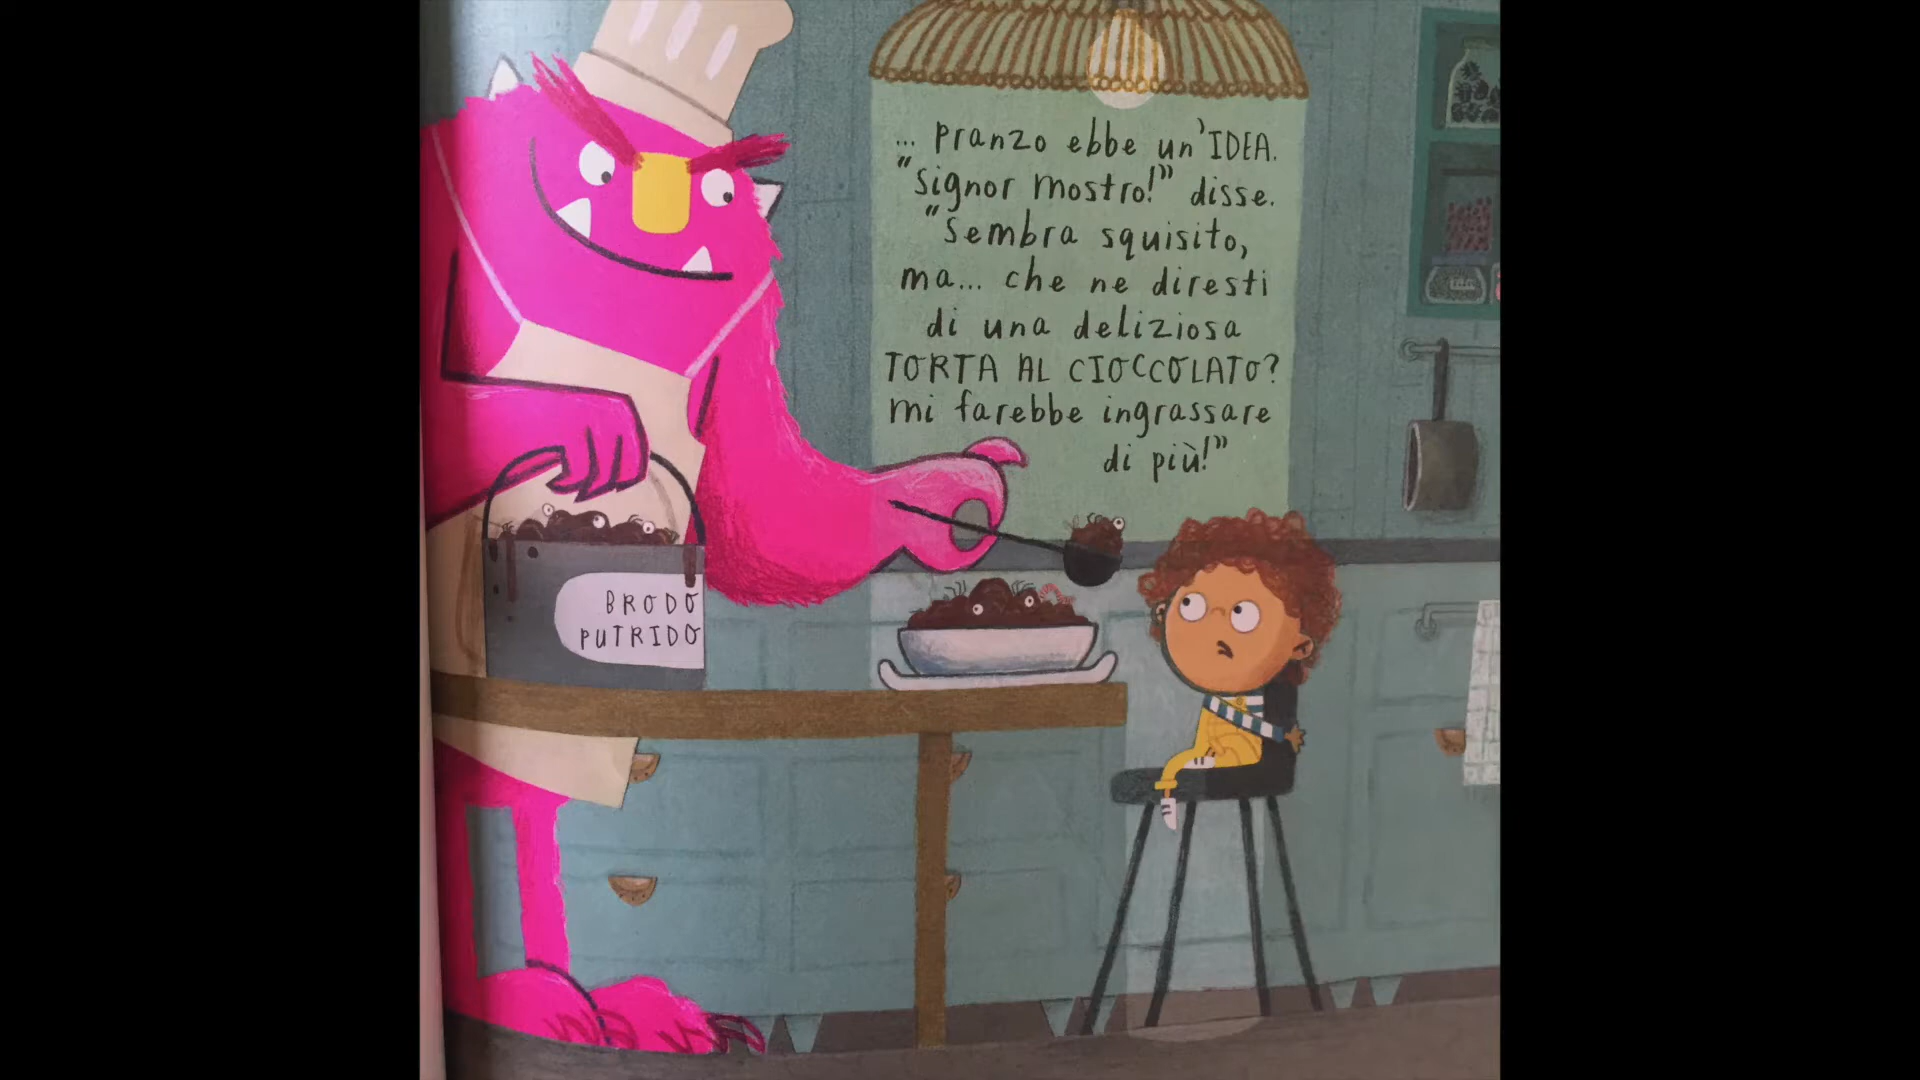 ... pranzo ebbe un'IDEA.
"Signor mostro!" disse.
"Sembra squisito,
ma... che ne diresti
di una deliziosa
TORTA AL CIOCCOLATO?
mi farebbe ingrassare
di più!"
BRODO
PUTRIDO